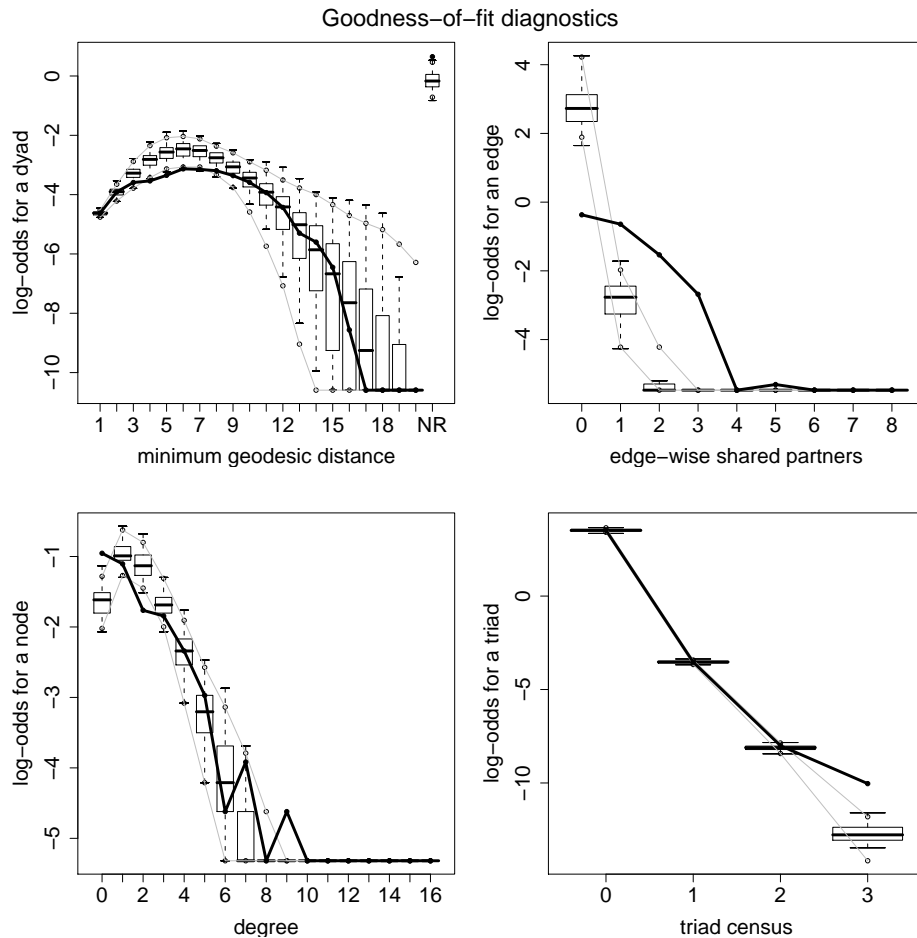 Goodness−of−fit diagnostics
log−odds for a dyad
0
−2
−4
−6
−8
−10
1 3 5 7 9 12 15 18 NR
minimum geodesic distance
log−odds for an edge
4
2
0
−2
−4
0 1 2 3 4 5 6 7 8
edge−wise shared partners
log−odds for a node
−1
−2
−3
−4
−5
0 2 4 6 8 10 12 14 16
degree
log−odds for a triad
0
−5
−10
0 1 2 3
triad census